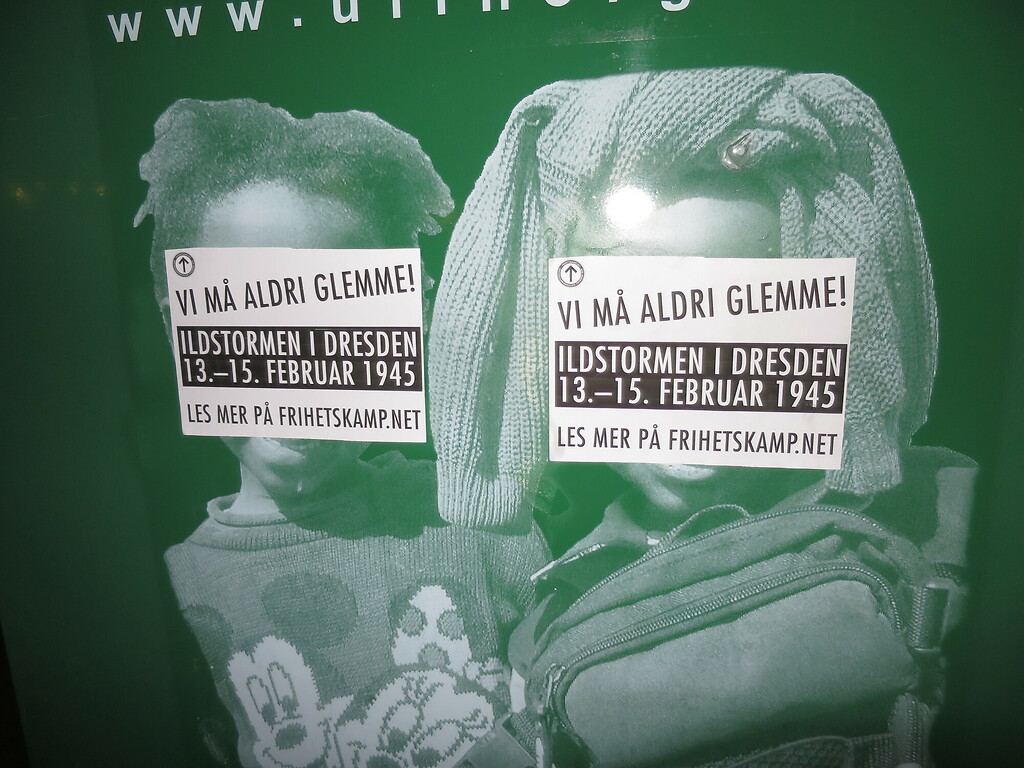 VI MÅ ALDRI GLEMME!
ILDSTORMEN I DRESDEN
13.–15. FEBRUAR 1945
LES MER PÅ FRIHETSKAMP.NET
VI MÅ ALDRI GLEMME!
ILDSTORMEN I DRESDEN
13.–15. FEBRUAR 1945
LES MER PÅ FRIHETSKAMP.NET